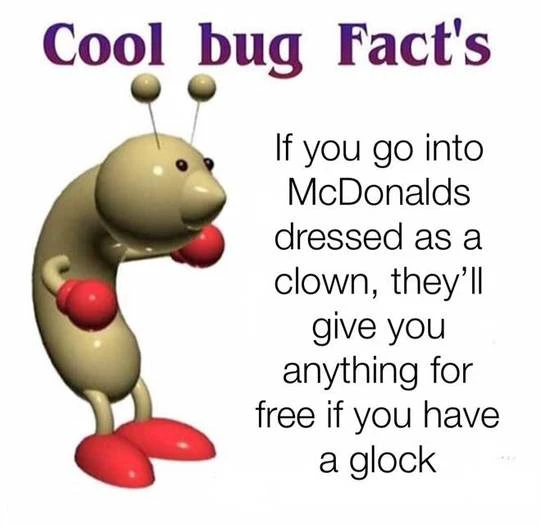 Cool bug Fact's
If you go into
McDonalds
dressed as a
clown, they'll
give you
anything for
free if you have
a glock